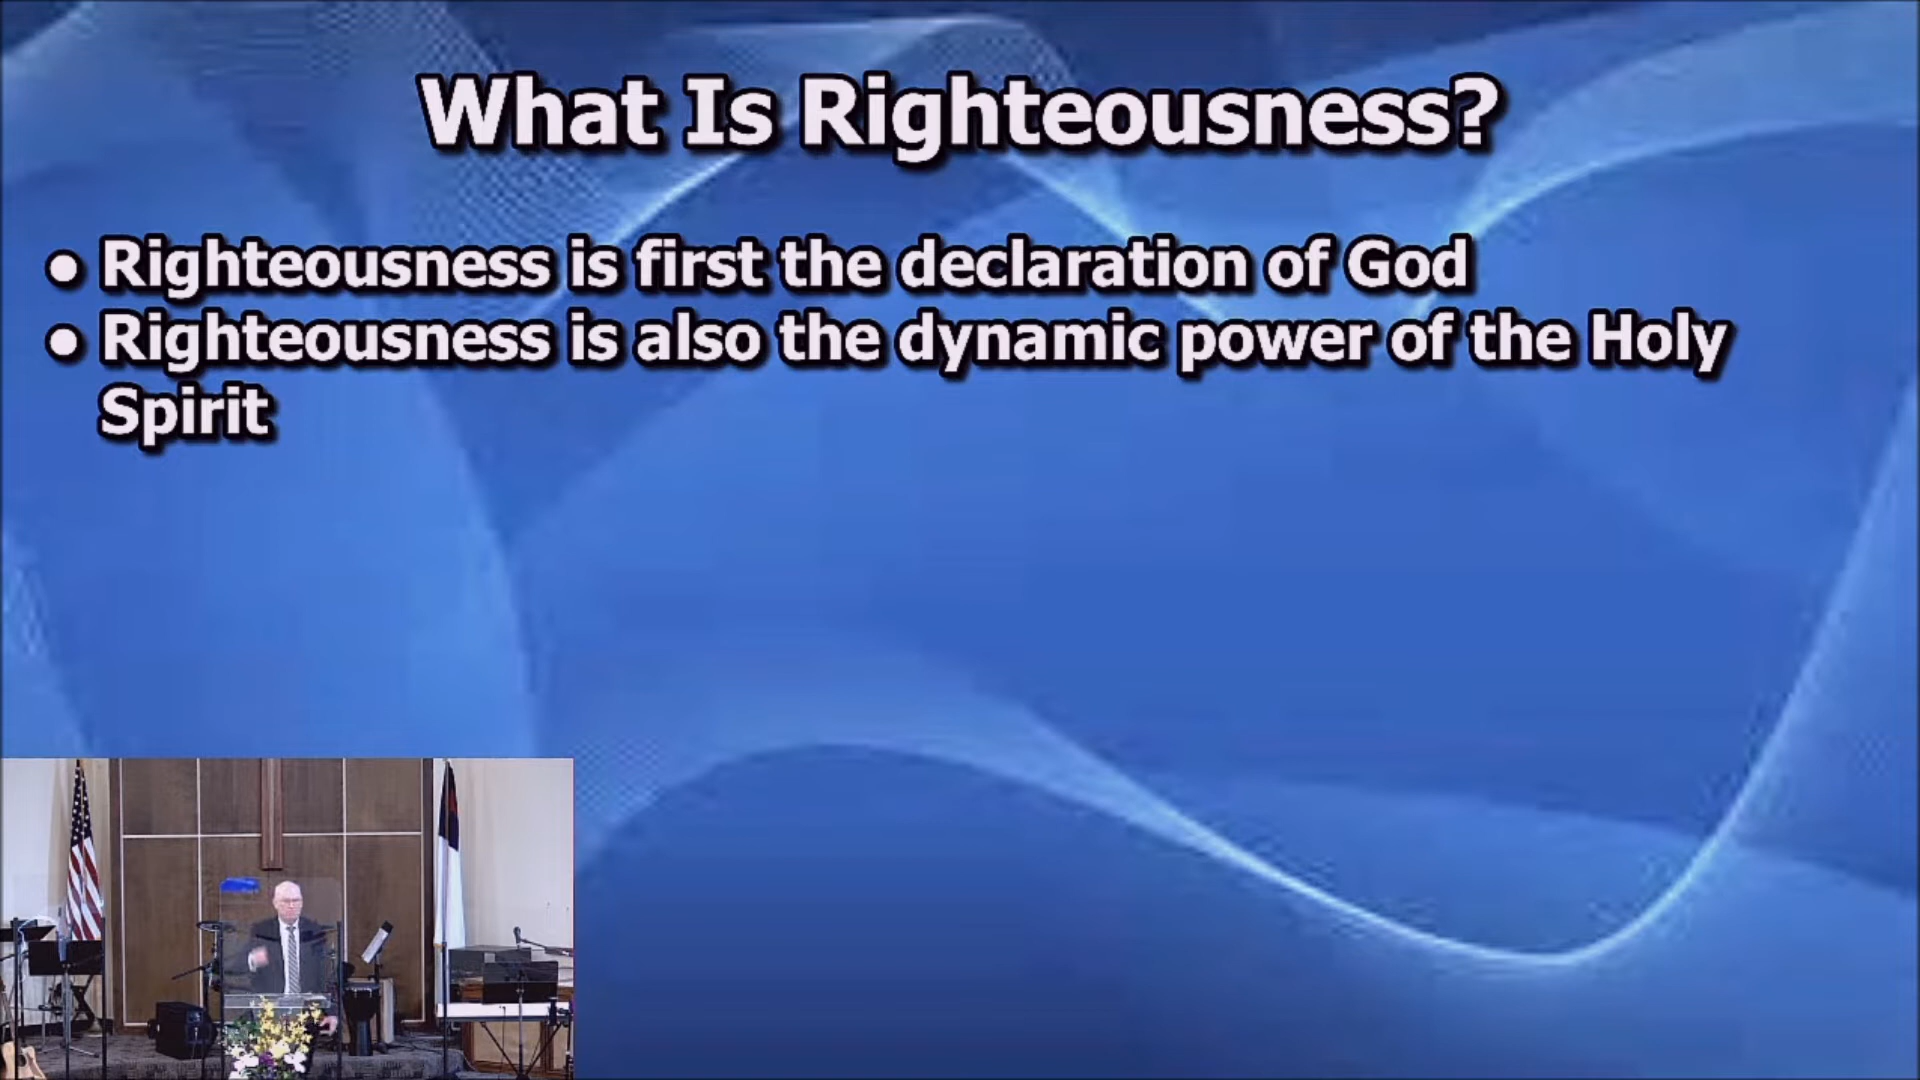 What Is Righteousness?
• Righteousness is first the declaration of God
• Righteousness is also the dynamic power of the Holy
Spirit